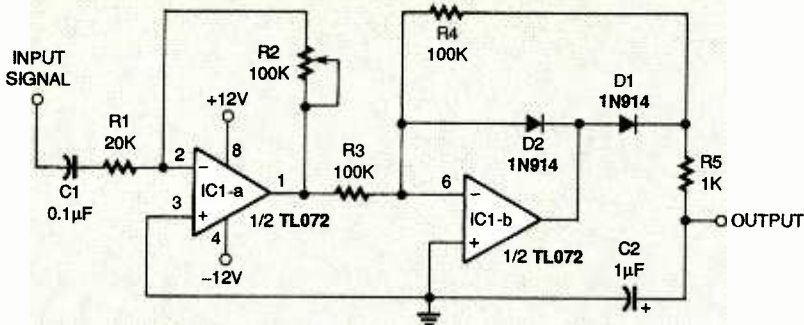 INPUT
SIGNAL
C1
0.1µF
R1
20K
R2
100K
+12V
2
3
8
4
1
IC1-a
1/2 TL072
−12V
R3
100K
R4
100K
D2
1N914
D1
1N914
6
IC1-b
1/2 TL072
R5
1K
OUTPUT
C2
1µF
+